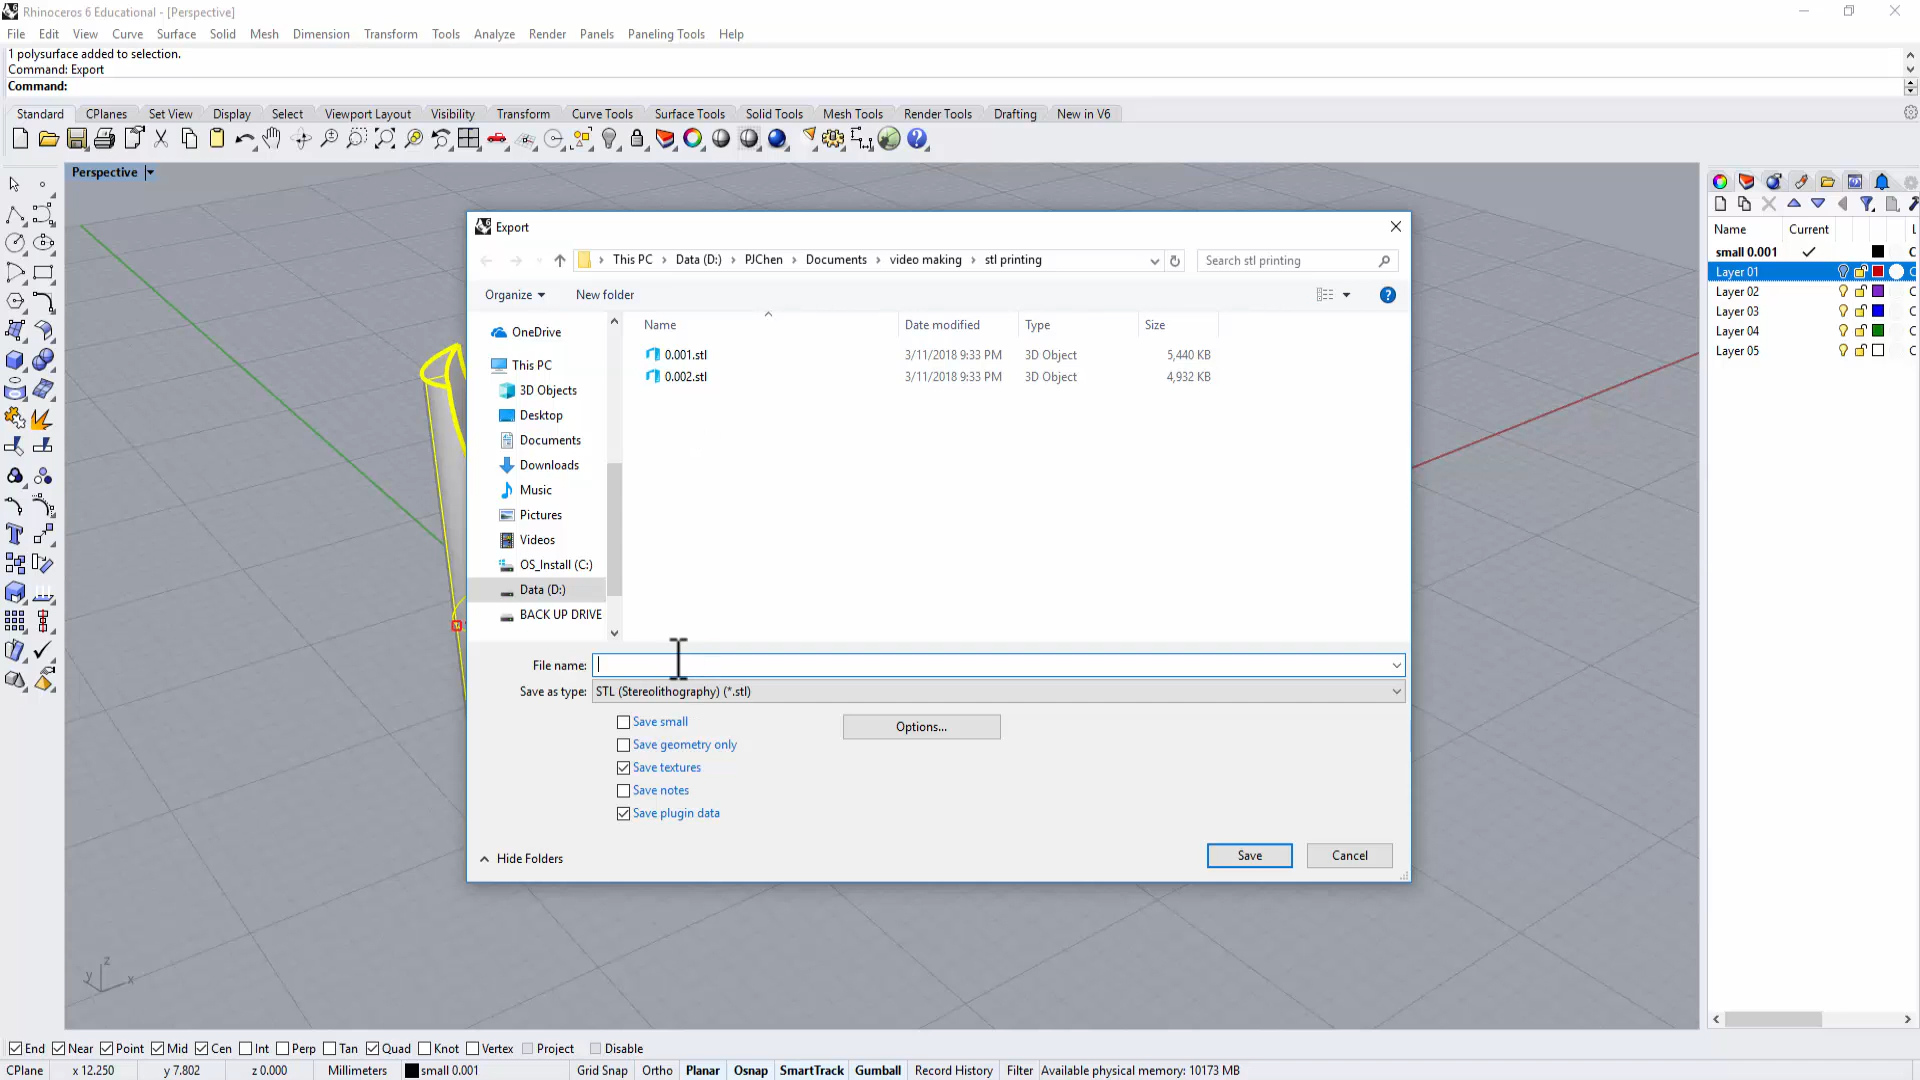 Rhinoceros 6 Educational - [Perspective]
File Edit View Curve Surface Solid Mesh Dimension Transform Tools Analyze Render Panels Paneling Tools Help
1 polysurface added to selection.
Command: Export
Command:
Standard CPlanes Set View Display Select Viewport Layout Visibility Transform Curve Tools Surface Tools Solid Tools Mesh Tools Render Tools Drafting New in V6
Perspective
Export
This PC > Data (D:) > PJChen > Documents > video making > stl printing
Search stl printing
Organize New folder
OneDrive
This PC
3D Objects
Desktop
Documents
Downloads
Music
Pictures
Videos
OS_Install (C:)
Data (D:)
BACK UP DRIVE
Name Date modified Type Size
0.001.stl 3/11/2018 9:33 PM 3D Object 5,440 KB
0.002.stl 3/11/2018 9:33 PM 3D Object 4,932 KB
File name:
Save as type: STL (Stereolithography) (*.stl)
Save small
Save geometry only
Save textures
Save notes
Save plugin data
Options...
Hide Folders
Save Cancel
Name Current L
small 0.001 C
Layer 01 C
Layer 02 C
Layer 03 C
Layer 04 C
Layer 05 C
z
y x
End Near Point Mid Cen Int Perp Tan Quad Knot Vertex Project Disable
CPlane x 12.250 y 7.802 z 0.000 Millimeters small 0.001 Grid Snap Ortho Planar Osnap SmartTrack Gumball Record History Filter Available physical memory: 10173 MB